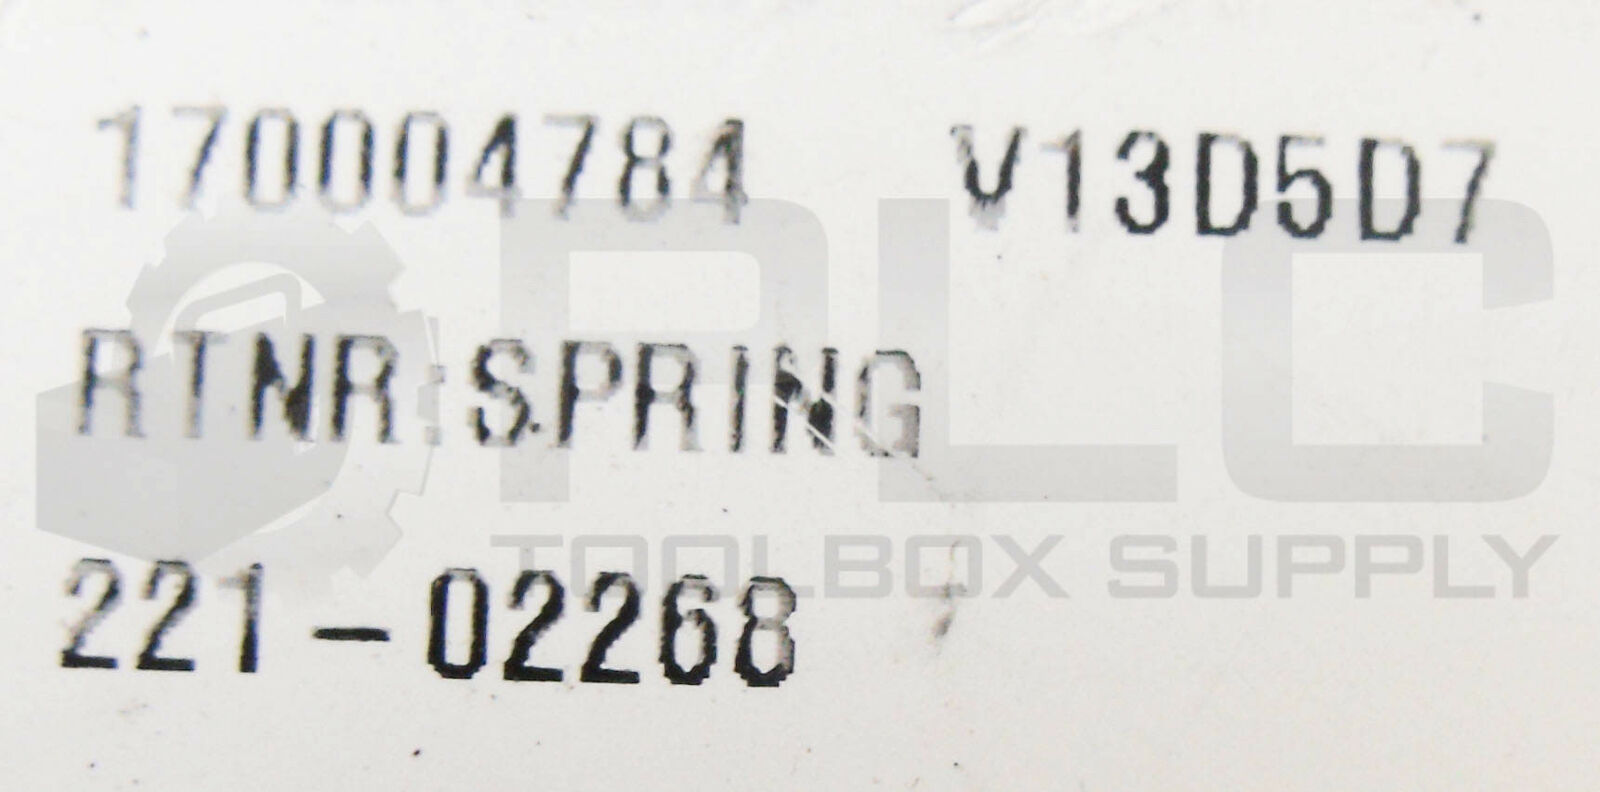 170004784 V13D5D7
RTNR:SPRING
221-02268
PLC
TOOLBOX SUPPLY